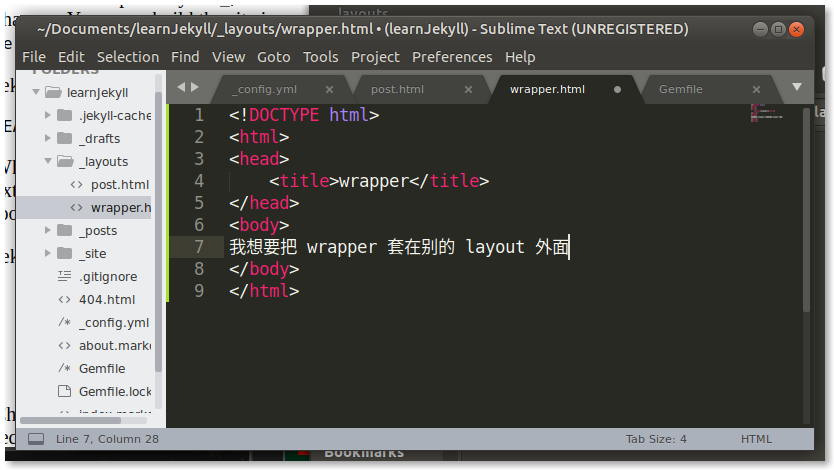 layouts
~/Documents/learnJekyll/_layouts/wrapper.html • (learnJekyll) - Sublime Text (UNREGISTERED)
File Edit Selection Find View Goto Tools Project Preferences Help
FOLDERS
learnJekyll
.jekyll-cache
_drafts
_layouts
post.html
wrapper.h
_posts
_site
.gitignore
404.html
_config.yml
about.mark
Gemfile
Gemfile.lock
index.mark
_config.yml
post.html
wrapper.html
Gemfile
1 <!DOCTYPE html>
2 <html>
3 <head>
4 <title>wrapper</title>
5 </head>
6 <body>
7 我想要把 wrapper 套在别的 layout 外面
8 </body>
9 </html>
Line 7, Column 28
Tab Size: 4
HTML
Bookmarks